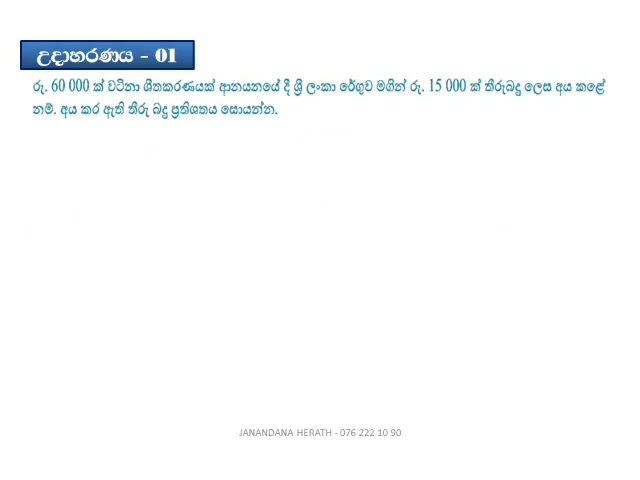 උදාහරණය - 01
රු. 60 000 ක් වටිනා ශීතකරණයක් ආනයනයේ දී ශ්‍රී ලංකා රේගුව මගින් රු. 15 000 ක් තීරුබදු ලෙස අය කළේ
නම්. අය කර ඇති තීරු බදු ප්‍රතිශතය සොයන්න.
JANANDANA HERATH - 076 222 10 90